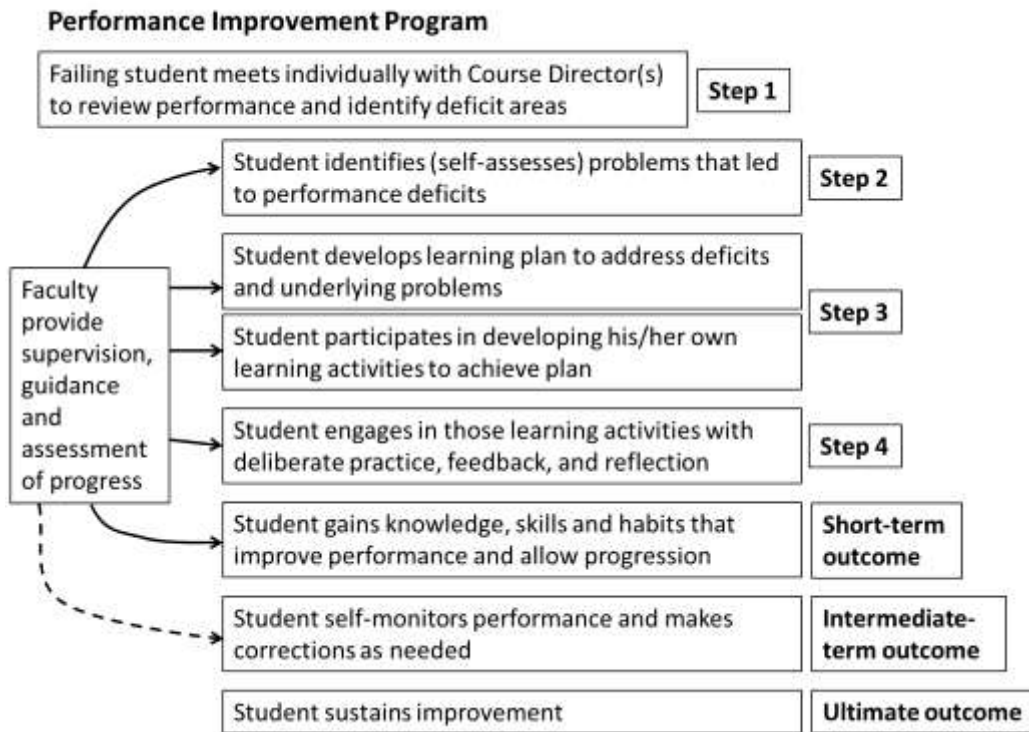 Performance Improvement Program
Failing student meets individually with Course Director(s)
to review performance and identify deficit areas
Step 1
Student identifies (self-assesses) problems that led
to performance deficits
Step 2
Faculty
provide
supervision,
guidance
and
assessment
of progress
Student develops learning plan to address deficits
and underlying problems
Student participates in developing his/her own
learning activities to achieve plan
Step 3
Student engages in those learning activities with
deliberate practice, feedback, and reflection
Step 4
Student gains knowledge, skills and habits that
improve performance and allow progression
Short-term
outcome
Student self-monitors performance and makes
corrections as needed
Intermediate-
term outcome
Student sustains improvement
Ultimate outcome